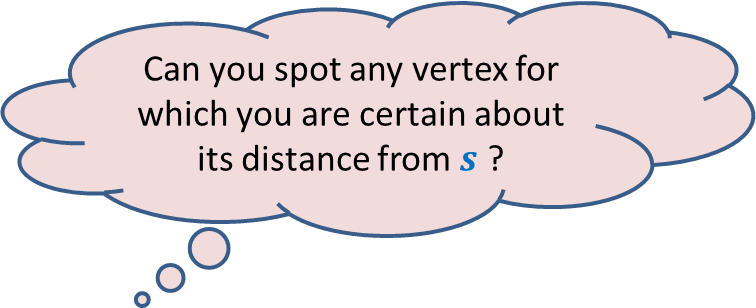 Can you spot any vertex for
which you are certain about
its distance from s ?